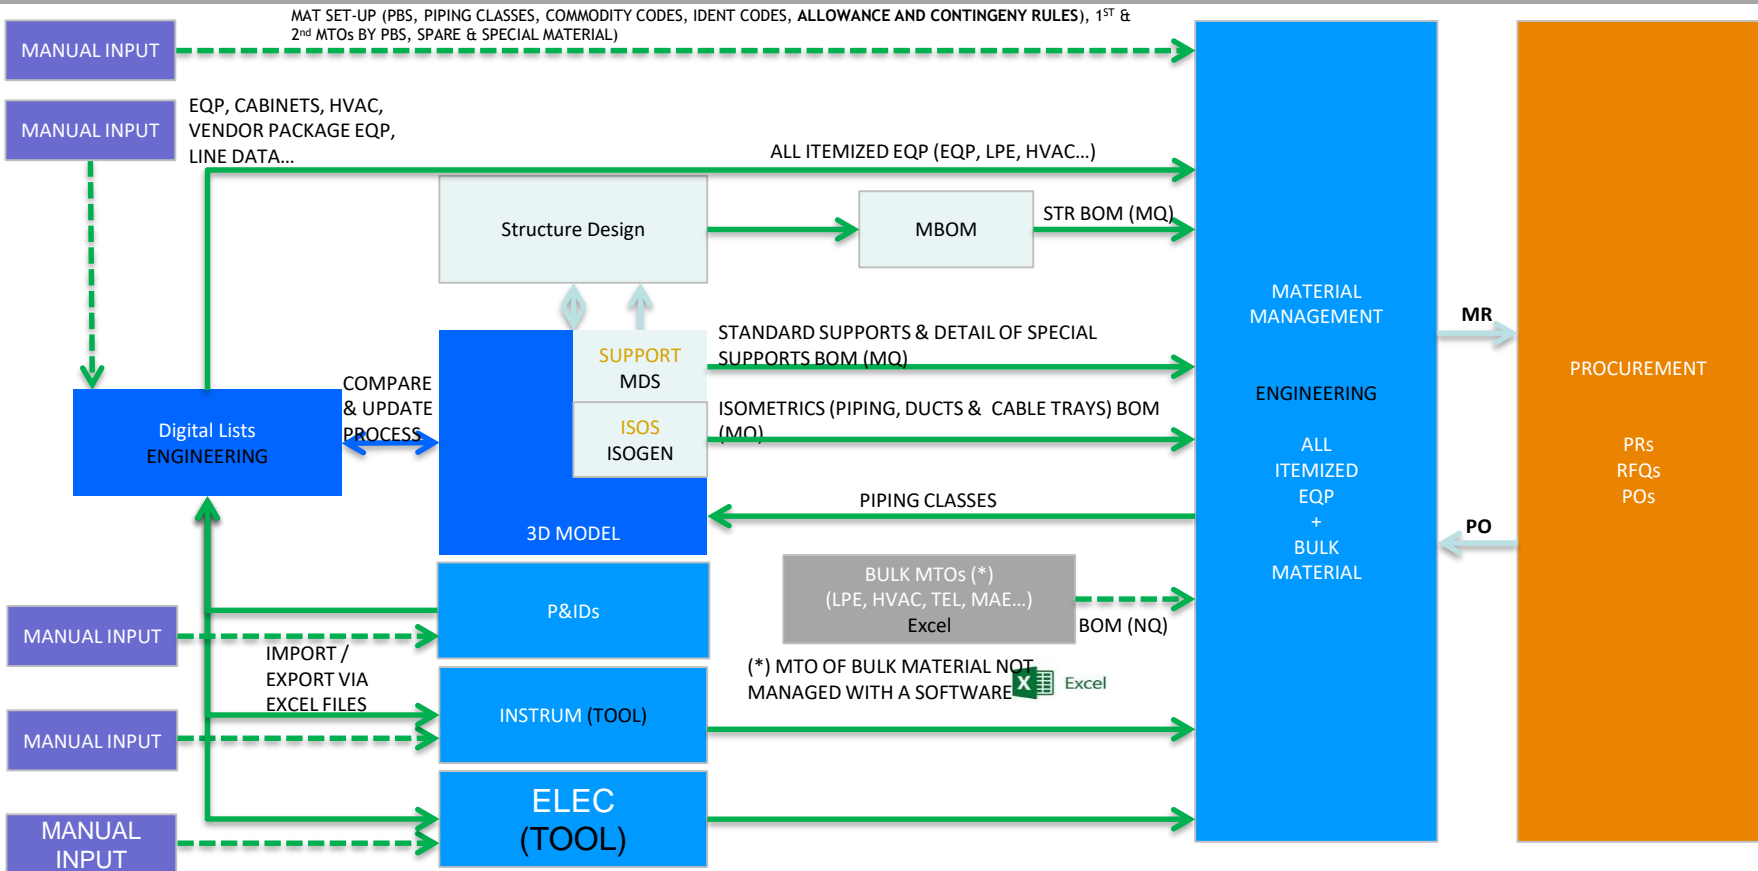 MAT SET-UP (PBS, PIPING CLASSES, COMMODITY CODES, IDENT CODES, ALLOWANCE AND CONTINGENY RULES), 1ST &
2nd MTOs BY PBS, SPARE & SPECIAL MATERIAL)
MANUAL INPUT
MANUAL INPUT
EQP, CABINETS, HVAC,
VENDOR PACKAGE EQP,
LINE DATA...
ALL ITEMIZED EQP (EQP, LPE, HVAC...)
Structure Design
MBOM
STR BOM (MQ)
SUPPORT
MDS
STANDARD SUPPORTS & DETAIL OF SPECIAL
SUPPORTS BOM (MQ)
COMPARE
& UPDATE
PROCESS
Digital Lists
ENGINEERING
ISOS
ISOGEN
ISOMETRICS (PIPING, DUCTS & CABLE TRAYS) BOM
(MQ)
3D MODEL
PIPING CLASSES
MATERIAL
MANAGEMENT
ENGINEERING
ALL
ITEMIZED
EQP
+
BULK
MATERIAL
MR
PO
PROCUREMENT
PRs
RFQs
POs
BULK MTOs (*)
(LPE, HVAC, TEL, MAE...)
Excel
BOM (NQ)
(*) MTO OF BULK MATERIAL NOT
MANAGED WITH A SOFTWARE
X Excel
P&IDs
MANUAL INPUT
IMPORT /
EXPORT VIA
EXCEL FILES
INSTRUM (TOOL)
MANUAL INPUT
ELEC
(TOOL)
MANUAL
INPUT